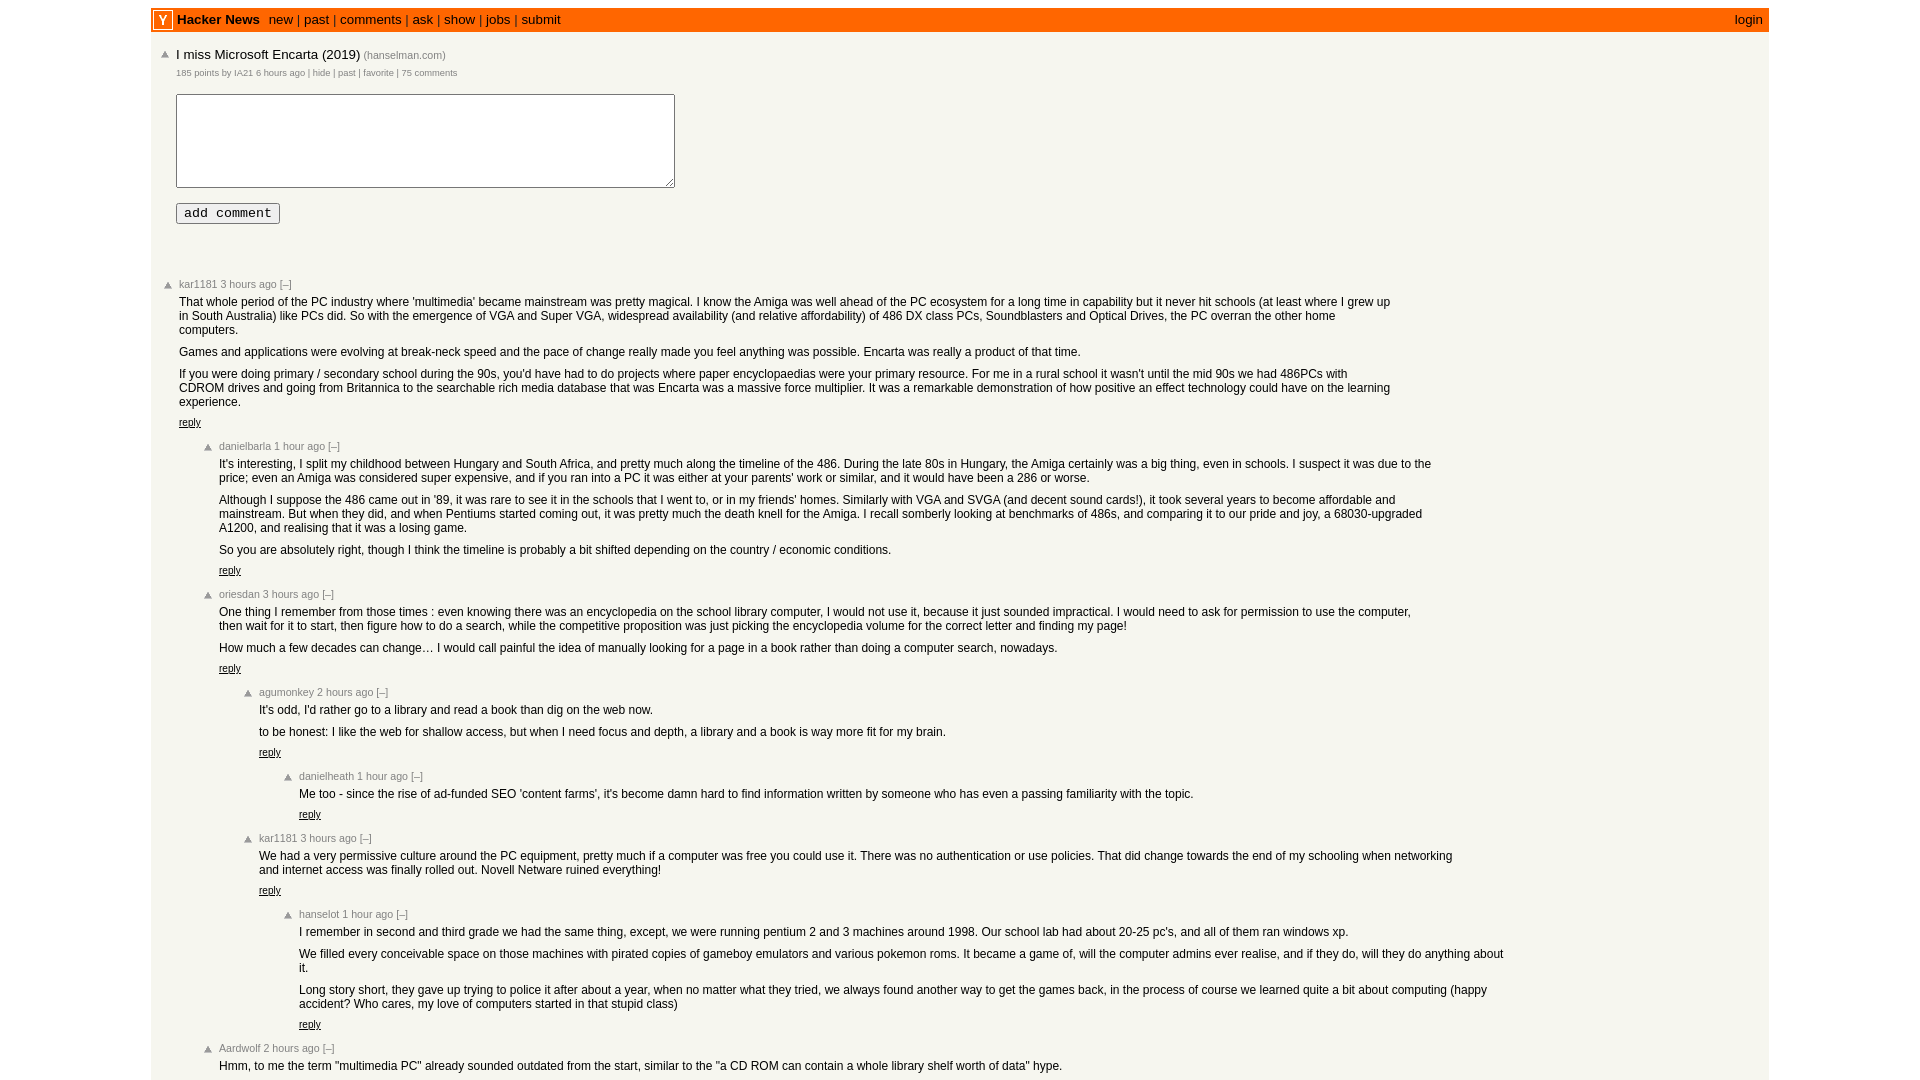 Y Hacker News new | past | comments | ask | show | jobs | submit login
I miss Microsoft Encarta (2019) (hanselman.com)
185 points by IA21 6 hours ago | hide | past | favorite | 75 comments
add comment
kar1181 3 hours ago [–]
That whole period of the PC industry where 'multimedia' became mainstream was pretty magical. I know the Amiga was well ahead of the PC ecosystem for a long time in capability but it never hit schools (at least where I grew up
in South Australia) like PCs did. So with the emergence of VGA and Super VGA, widespread availability (and relative affordability) of 486 DX class PCs, Soundblasters and Optical Drives, the PC overran the other home
computers.
Games and applications were evolving at break-neck speed and the pace of change really made you feel anything was possible. Encarta was really a product of that time.
If you were doing primary / secondary school during the 90s, you'd have had to do projects where paper encyclopaedias were your primary resource. For me in a rural school it wasn't until the mid 90s we had 486PCs with
CDROM drives and going from Britannica to the searchable rich media database that was Encarta was a massive force multiplier. It was a remarkable demonstration of how positive an effect technology could have on the learning
experience.
reply
danielbarla 1 hour ago [–]
It's interesting, I split my childhood between Hungary and South Africa, and pretty much along the timeline of the 486. During the late 80s in Hungary, the Amiga certainly was a big thing, even in schools. I suspect it was due to the
price; even an Amiga was considered super expensive, and if you ran into a PC it was either at your parents' work or similar, and it would have been a 286 or worse.
Although I suppose the 486 came out in '89, it was rare to see it in the schools that I went to, or in my friends' homes. Similarly with VGA and SVGA (and decent sound cards!), it took several years to become affordable and
mainstream. But when they did, and when Pentiums started coming out, it was pretty much the death knell for the Amiga. I recall somberly looking at benchmarks of 486s, and comparing it to our pride and joy, a 68030-upgraded
A1200, and realising that it was a losing game.
So you are absolutely right, though I think the timeline is probably a bit shifted depending on the country / economic conditions.
reply
oriesdan 3 hours ago [–]
One thing I remember from those times : even knowing there was an encyclopedia on the school library computer, I would not use it, because it just sounded impractical. I would need to ask for permission to use the computer,
then wait for it to start, then figure how to do a search, while the competitive proposition was just picking the encyclopedia volume for the correct letter and finding my page!
How much a few decades can change… I would call painful the idea of manually looking for a page in a book rather than doing a computer search, nowadays.
reply
agumonkey 2 hours ago [–]
It's odd, I'd rather go to a library and read a book than dig on the web now.
to be honest: I like the web for shallow access, but when I need focus and depth, a library and a book is way more fit for my brain.
reply
danielheath 1 hour ago [–]
Me too - since the rise of ad-funded SEO 'content farms', it's become damn hard to find information written by someone who has even a passing familiarity with the topic.
reply
kar1181 3 hours ago [–]
We had a very permissive culture around the PC equipment, pretty much if a computer was free you could use it. There was no authentication or use policies. That did change towards the end of my schooling when networking
and internet access was finally rolled out. Novell Netware ruined everything!
reply
hanselot 1 hour ago [–]
I remember in second and third grade we had the same thing, except, we were running pentium 2 and 3 machines around 1998. Our school lab had about 20-25 pc's, and all of them ran windows xp.
We filled every conceivable space on those machines with pirated copies of gameboy emulators and various pokemon roms. It became a game of, will the computer admins ever realise, and if they do, will they do anything about
it.
Long story short, they gave up trying to police it after about a year, when no matter what they tried, we always found another way to get the games back, in the process of course we learned quite a bit about computing (happy
accident? Who cares, my love of computers started in that stupid class)
reply
Aardwolf 2 hours ago [–]
Hmm, to me the term "multimedia PC" already sounded outdated from the start, similar to the "a CD ROM can contain a whole library shelf worth of data" hype.